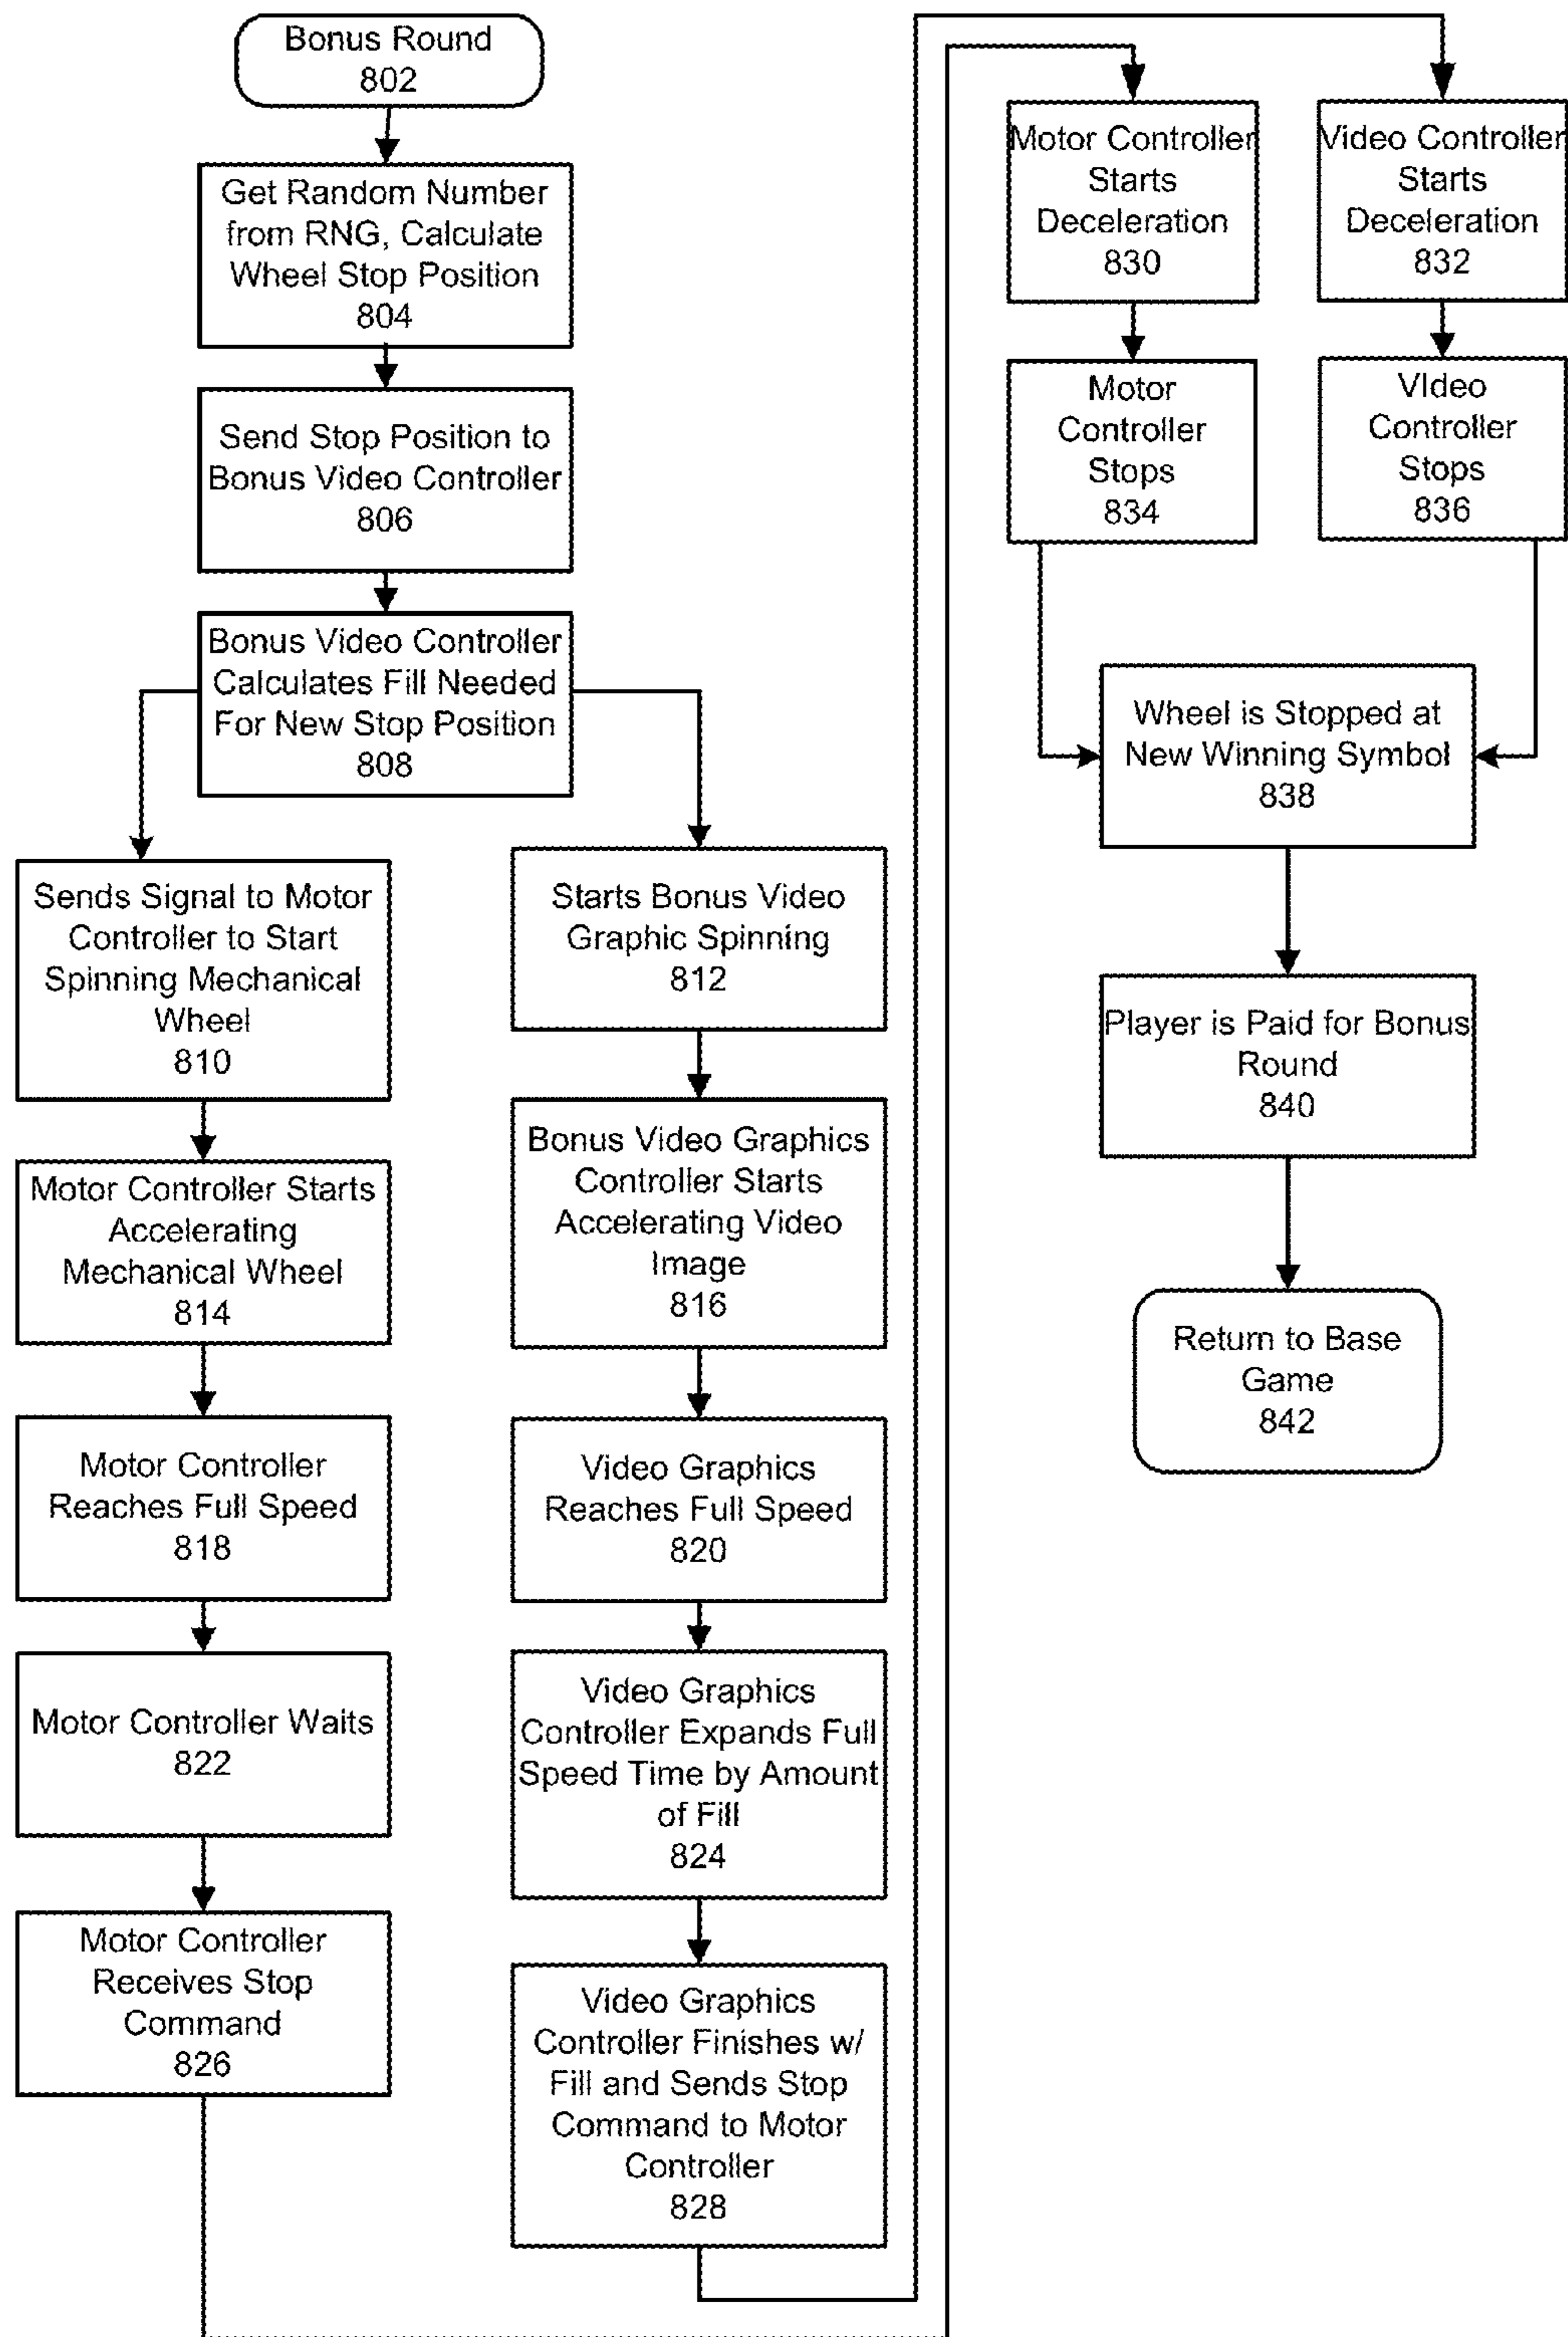 Bonus Round
802
Get Random Number
from RNG, Calculate
Wheel Stop Position
804
Send Stop Position to
Bonus Video Controller
806
Bonus Video Controller
Calculates Fill Needed
For New Stop Position
808
Sends Signal to Motor
Controller to Start
Spinning Mechanical
Wheel
810
Starts Bonus Video
Graphic Spinning
812
Motor Controller Starts
Accelerating
Mechanical Wheel
814
Bonus Video Graphics
Controller Starts
Accelerating Video
Image
816
Motor Controller
Reaches Full Speed
818
Video Graphics
Reaches Full Speed
820
Motor Controller Waits
822
Video Graphics
Controller Expands Full
Speed Time by Amount
of Fill
824
Motor Controller
Receives Stop
Command
826
Video Graphics
Controller Finishes w/
Fill and Sends Stop
Command to Motor
Controller
828
Motor Controller
Starts
Deceleration
830
Video Controller
Starts
Deceleration
832
Motor
Controller
Stops
834
VIdeo
Controller
Stops
836
Wheel is Stopped at
New Winning Symbol
838
Player is Paid for Bonus
Round
840
Return to Base
Game
842